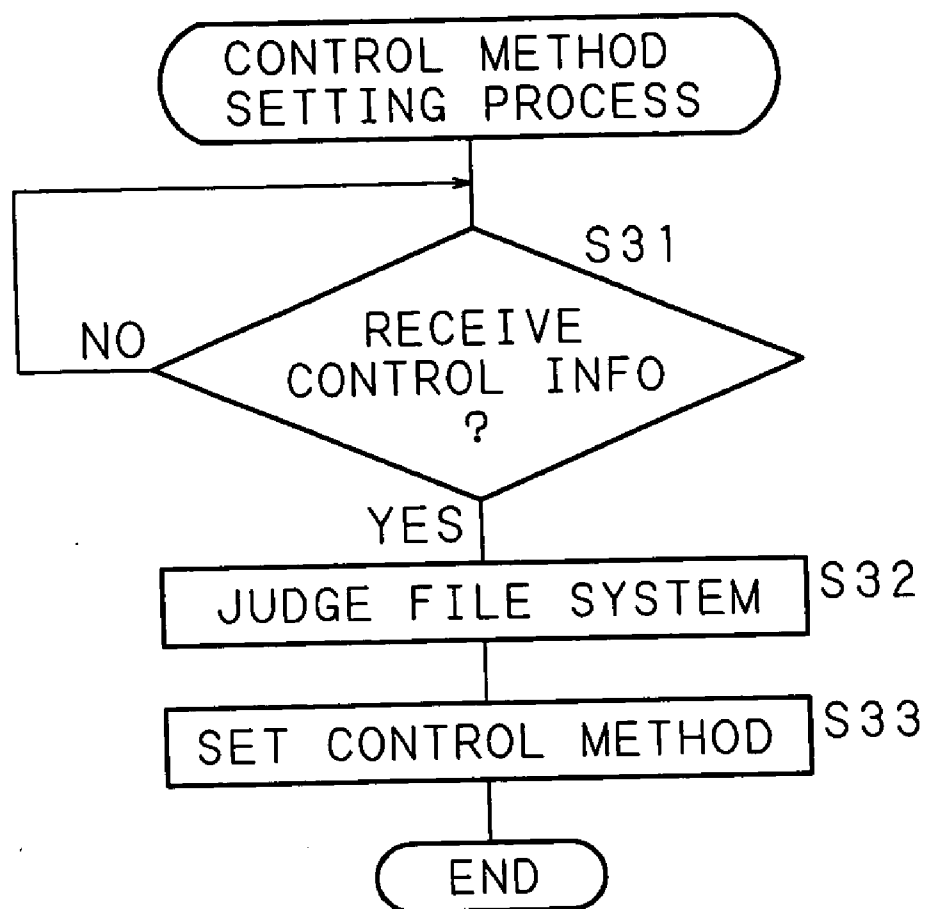 CONTROL METHOD
SETTING PROCESS
S31
RECEIVE
CONTROL INFO
?
NO
YES
JUDGE FILE SYSTEM
S32
SET CONTROL METHOD
S33
END